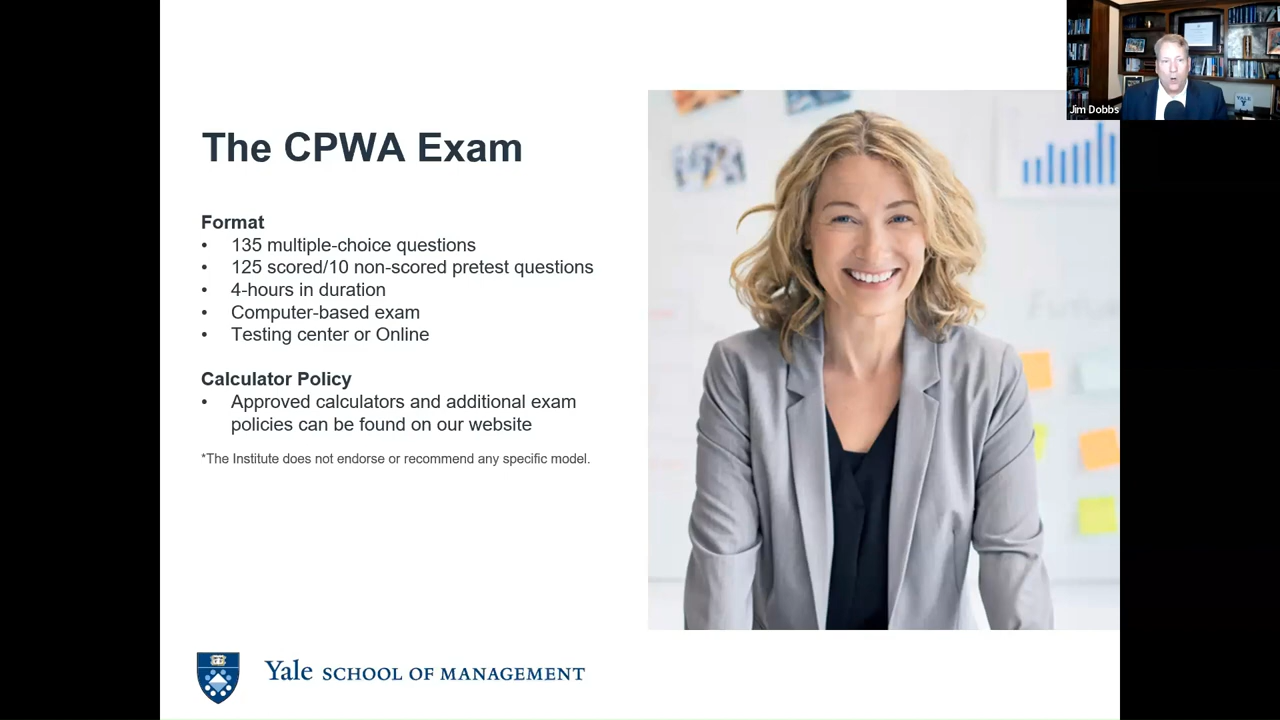 Jim Dobbs
YALE
The CPWA Exam
Format
• 135 multiple-choice questions
• 125 scored/10 non-scored pretest questions
• 4-hours in duration
• Computer-based exam
• Testing center or Online
Calculator Policy
• Approved calculators and additional exam
policies can be found on our website
*The Institute does not endorse or recommend any specific model.
Yale SCHOOL OF MANAGEMENT